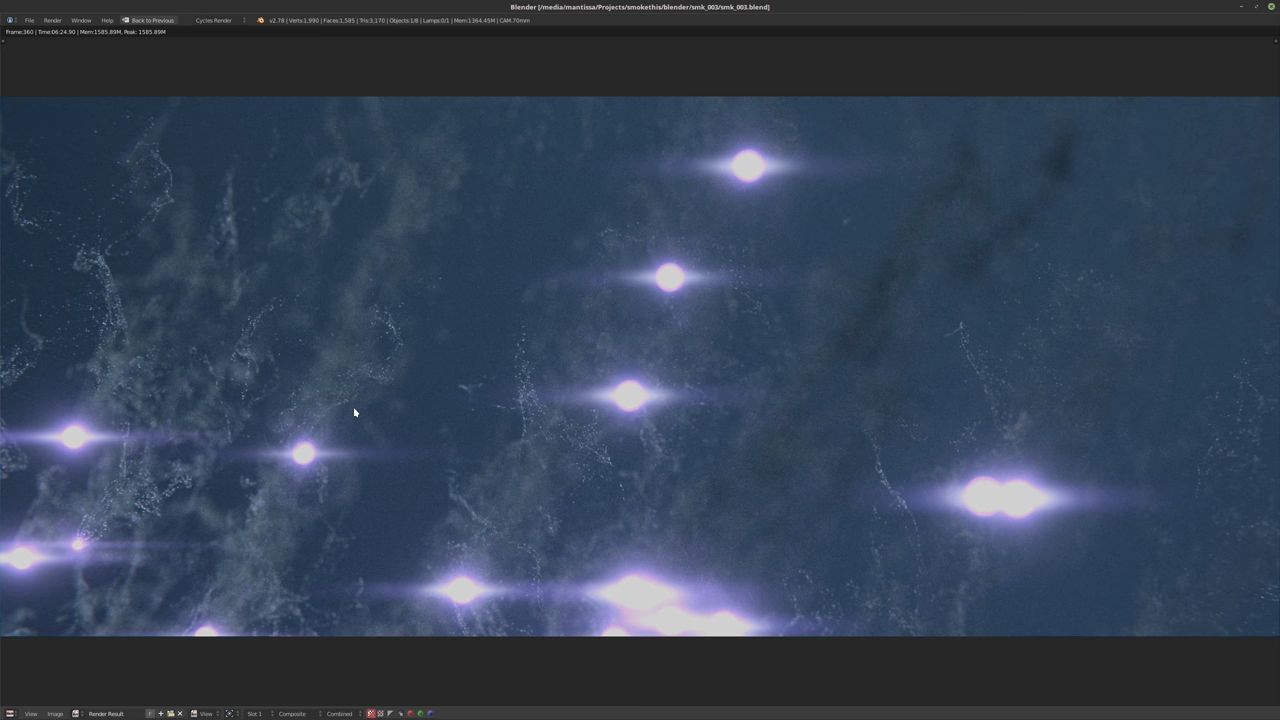 Blender [/media/mantissa/Projects/smokethis/blender/smk_003/smk_003.blend]
File Render Window Help Back to Previous Cycles Render v2.78 | Verts:1,990 | Faces:1,585 | Tris:3,170 | Objects:1/8 | Lamps:0/1 | Mem:1364.45M | CAM.70mm
Frame:360 | Time:06:24.90 | Mem:1585.89M, Peak: 1585.89M
View Image Render Result F View Slot 1 Composite Combined